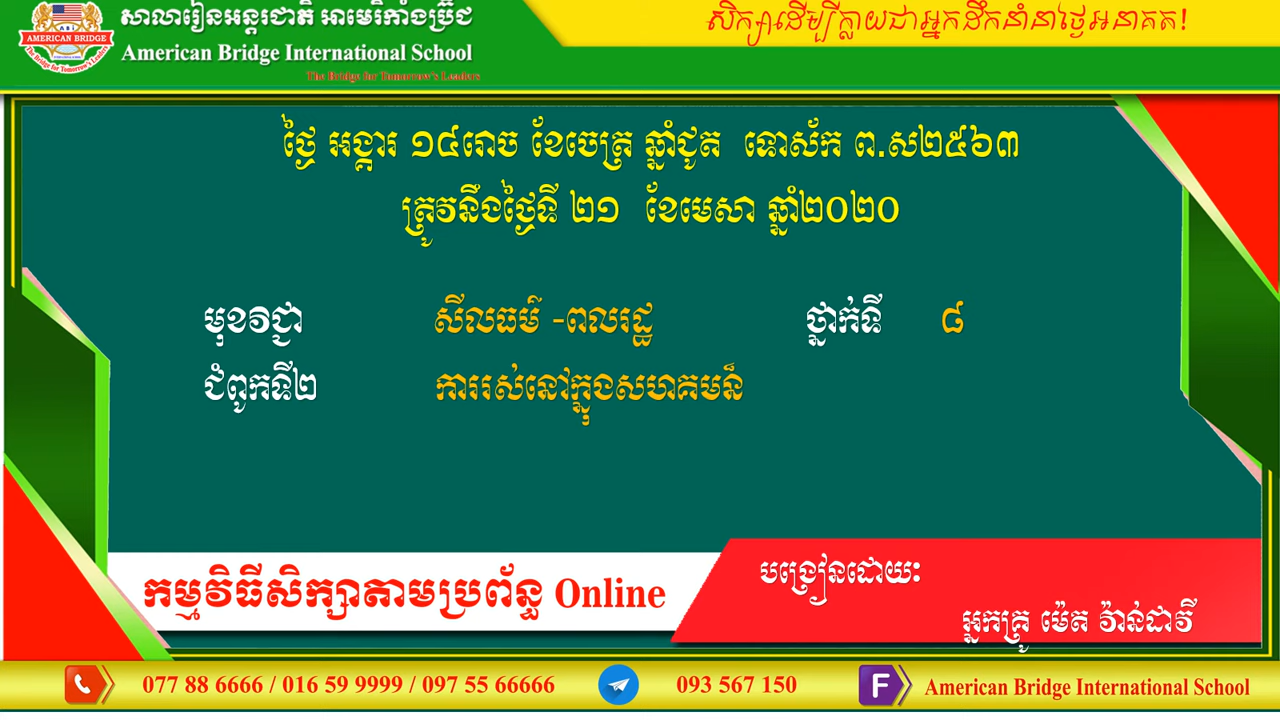 សាលារៀនអន្តរជាតិ អាមេរិកាំងប្រ៊ីជ
American Bridge International School
The Bridge for Tomorrow's Leaders
AMERICAN BRIDGE
The Bridge for Tomorrow's Leaders
សិក្សាដើម្បីក្លាយជាអ្នកដឹកនាំនាថ្ងៃអនាគត!
ថ្ងៃ អង្គារ ១៤រោច ខែចេត្រ ឆ្នាំជូត ទោស័ក ព.ស២៥៦៣
ត្រូវនឹងថ្ងៃទី ២១ ខែមេសា ឆ្នាំ២០២០
មុខវិជ្ជា សីលធម៌ -ពលរដ្ឋ ថ្នាក់ទី ៨
ជំពូកទី២ ការរស់នៅក្នុងសហគមន៏
កម្មវិធីសិក្សាតាមប្រព័ន្ធ Online
បង្រៀនដោយៈ
អ្នកគ្រូ ម៉េត វ៉ាន់ដាវី
077 88 6666 / 016 59 9999 / 097 55 66666
093 567 150
American Bridge International School